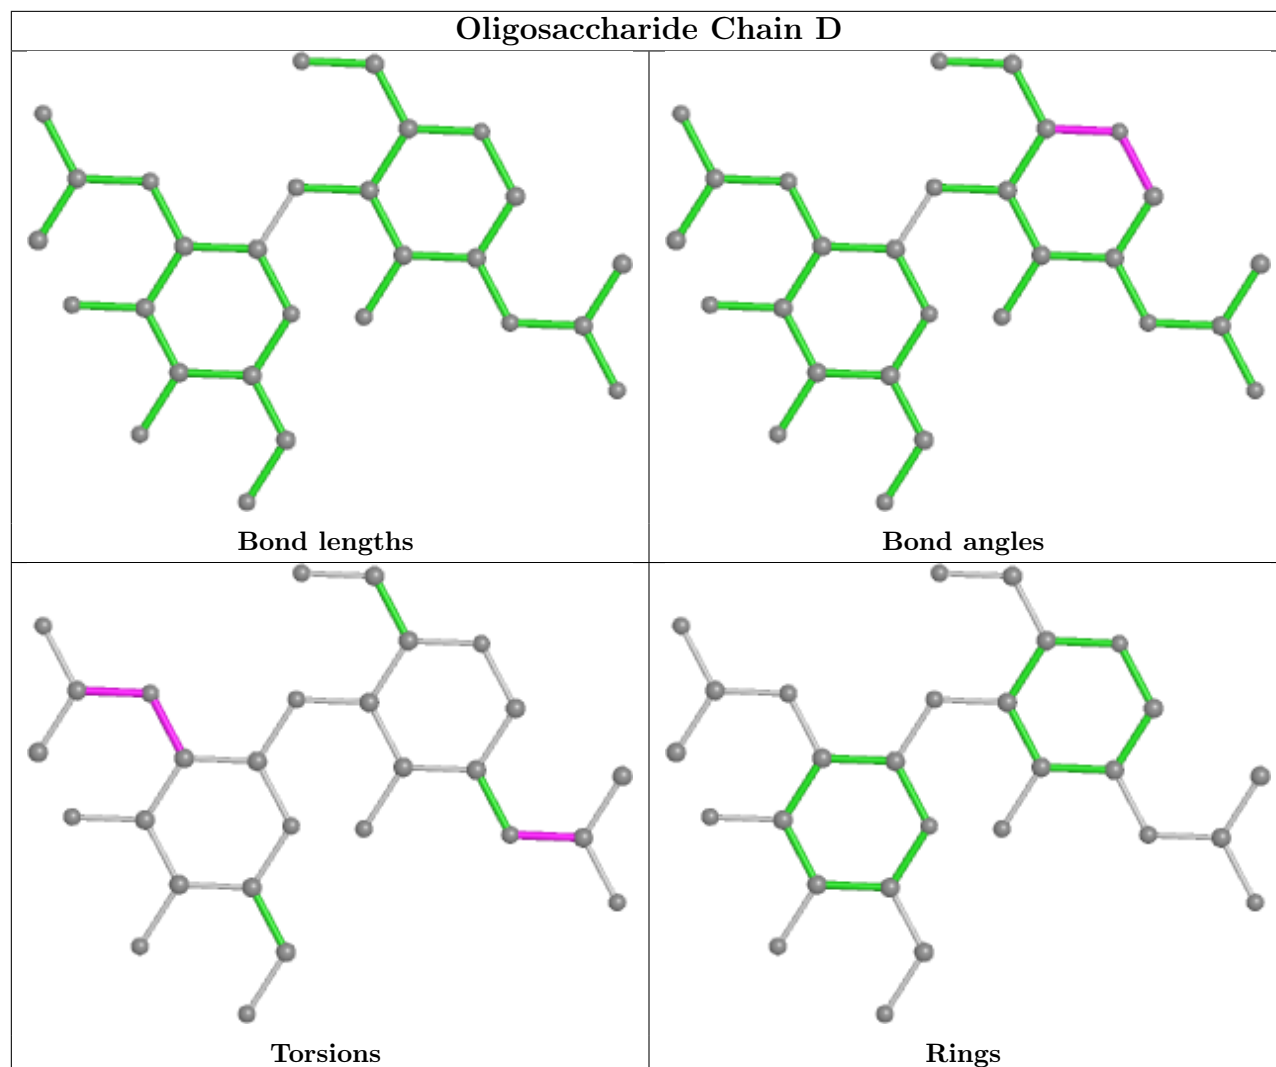 Oligosaccharide Chain D
Bond lengths
Bond angles
Torsions
Rings